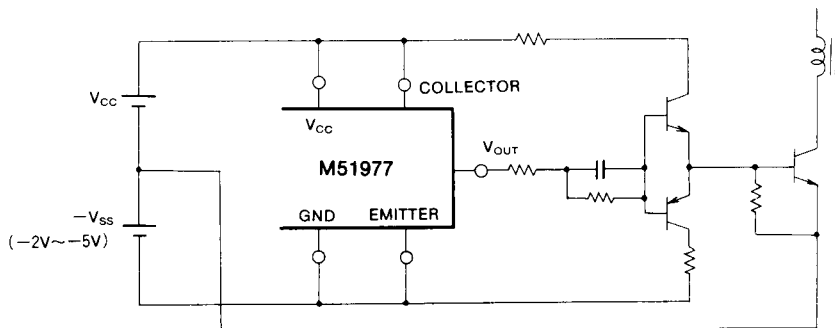 COLLECTOR
VCC
VCC
VOUT
M51977
-VSS
(-2V~-5V)
GND
EMITTER